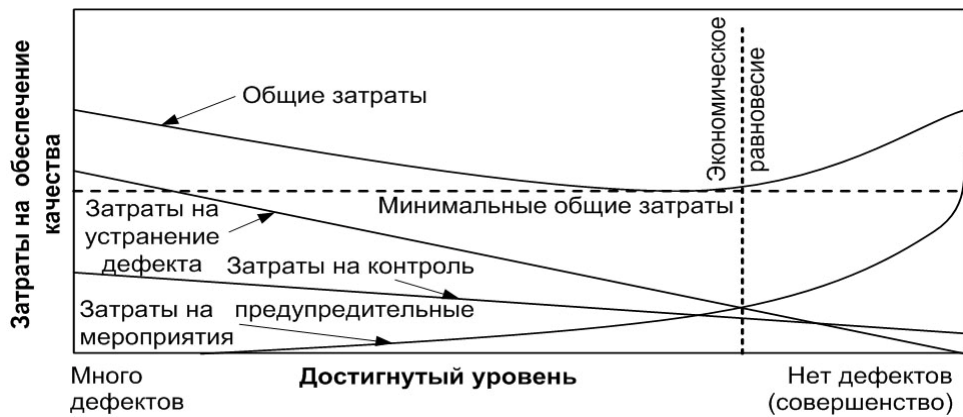 Затраты на обеспечение
качества
Общие затраты
Экономическое
равновесие
Минимальные общие затраты
Затраты на
устранение
дефекта
Затраты на контроль
Затраты на предупредительные
мероприятия
Много
дефектов
Достигнутый уровень
Нет дефектов
(совершенство)